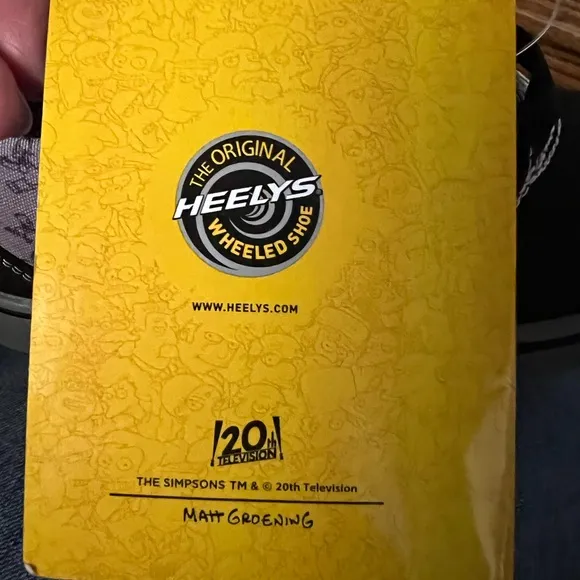 THE ORIGINAL
HEELYS
WHEELED SHOE
WWW.HEELYS.COM
20th
TELEVISION
THE SIMPSONS TM & © 20th Television
MATT GROENING